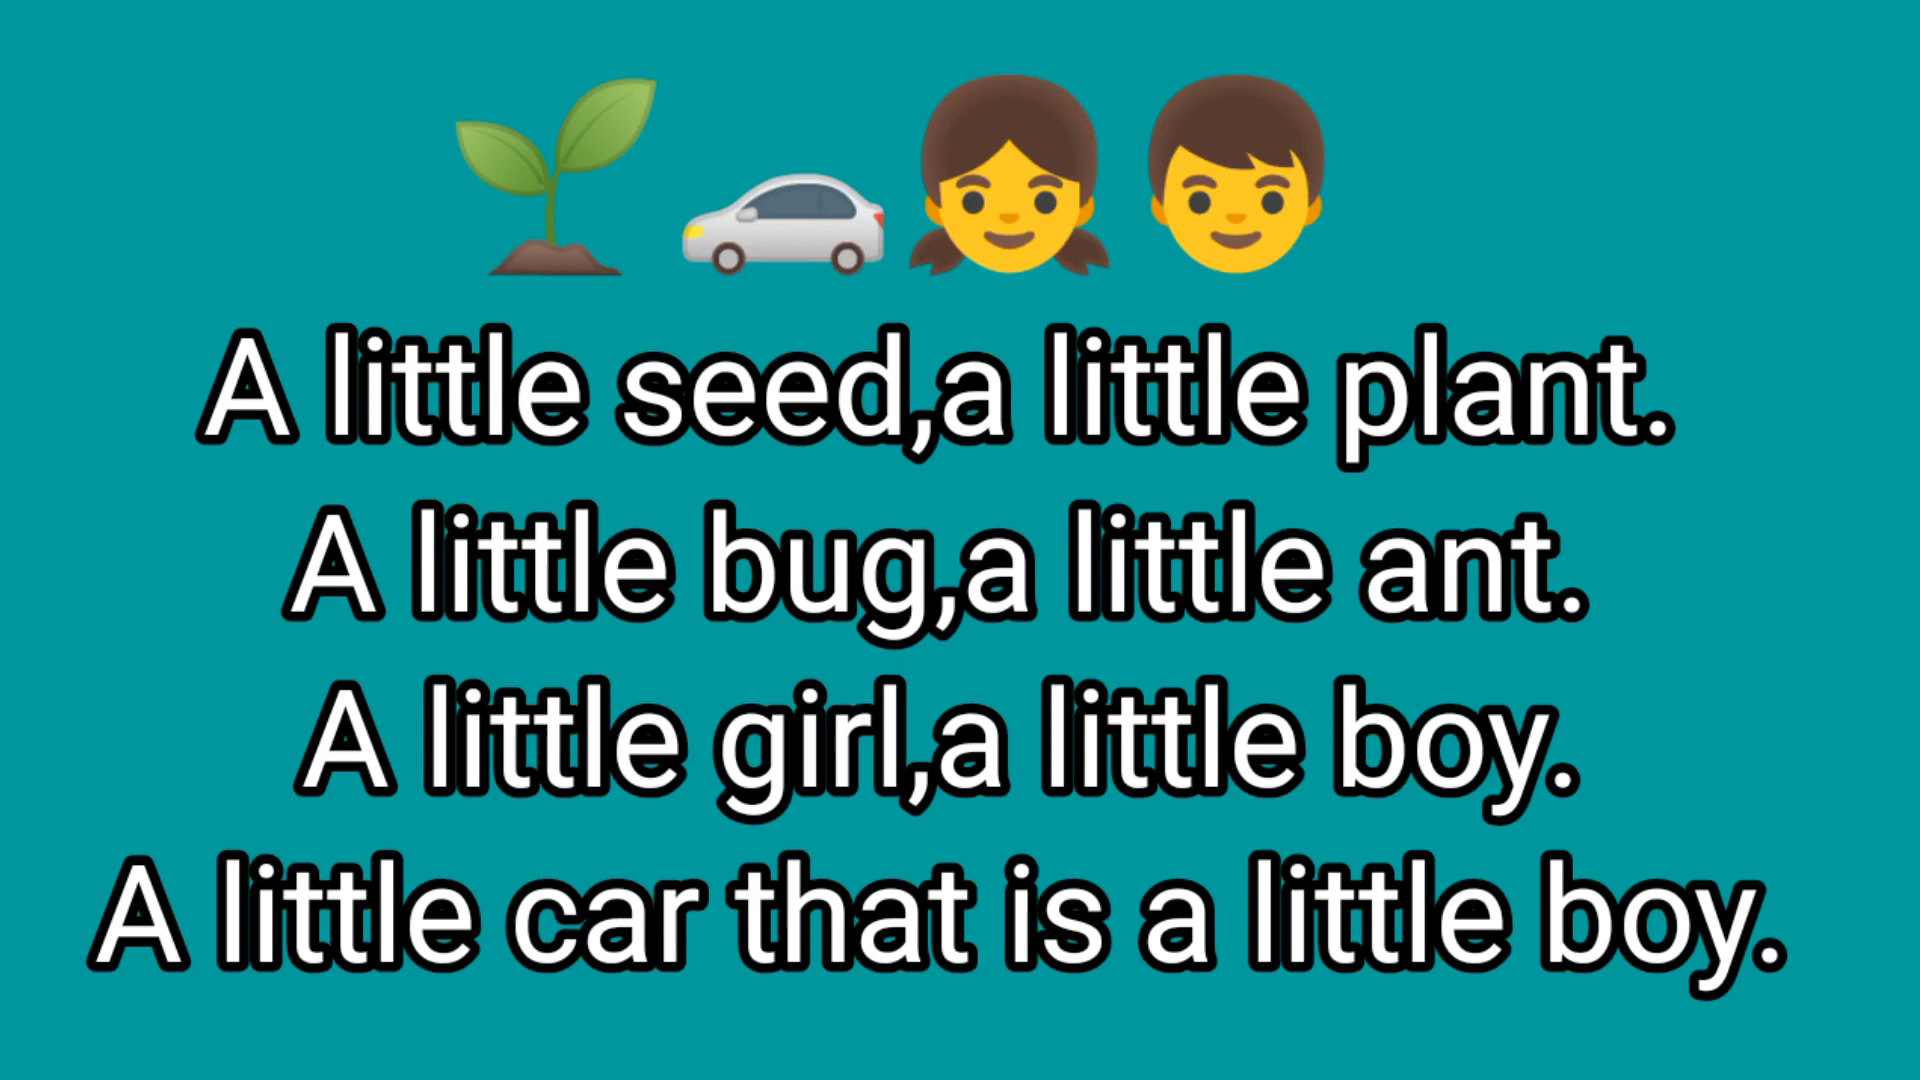 A little seed,a little plant.
A little bug,a little ant.
A little girl,a little boy.
A little car that is a little boy.